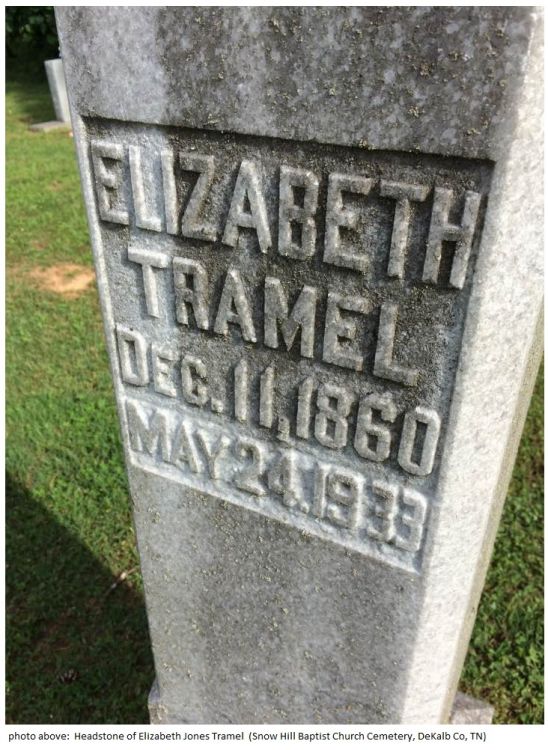 ELIZABETH
TRAMEL
DEC. 11, 1860
MAY 24, 1933
photo above: Headstone of Elizabeth Jones Tramel (Snow Hill Baptist Church Cemetery, DeKalb Co, TN)